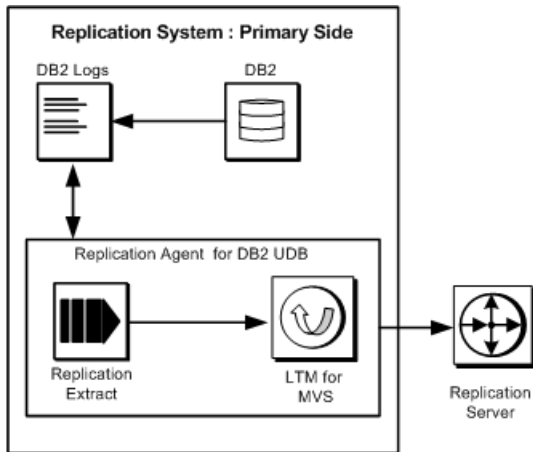 Replication System : Primary Side
DB2 Logs
DB2
Replication Agent for DB2 UDB
Replication
Extract
LTM for
MVS
Replication
Server